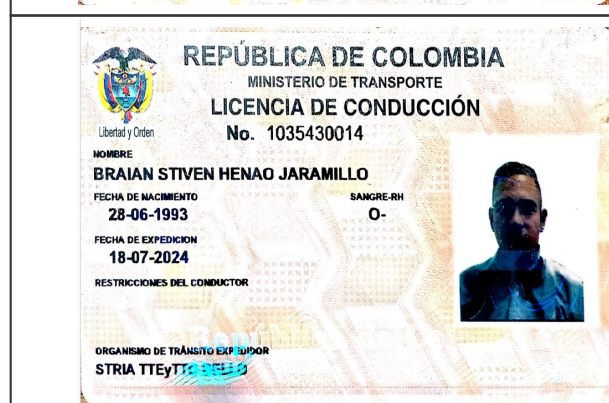 REPÚBLICA DE COLOMBIA
MINISTERIO DE TRANSPORTE
LICENCIA DE CONDUCCIÓN
Libertad y Orden
No. 1035430014
NOMBRE
BRAIAN STIVEN HENAO JARAMILLO
FECHA DE NACIMIENTO
SANGRE-RH
28-06-1993
O-
FECHA DE EXPEDICION
18-07-2024
RESTRICCIONES DEL CONDUCTOR
ORGANISMO DE TRÁNSITO EXPEDIDOR
STRIA TTEyTTO BELLO